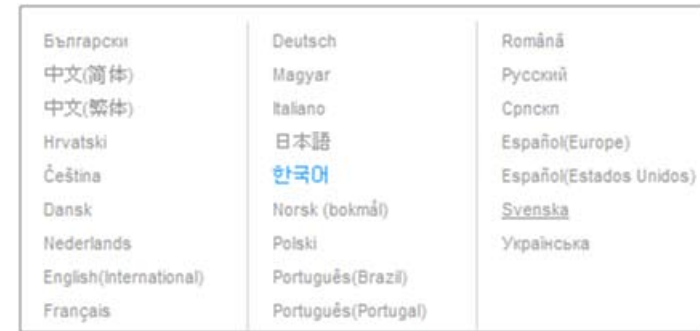 Български
中文(简体)
中文(繁体)
Hrvatski
Čeština
Dansk
Nederlands
English(International)
Français
Deutsch
Magyar
Italiano
日本語
한국어
Norsk (bokmål)
Polski
Português(Brazil)
Português(Portugal)
Română
Русский
Српски
Español(Europe)
Español(Estados Unidos)
Svenska
Українська